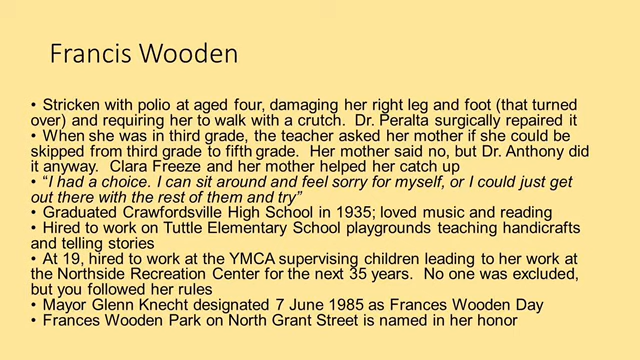 Francis Wooden
• Stricken with polio at aged four, damaging her right leg and foot (that turned
over) and requiring her to walk with a crutch.  Dr. Peralta surgically repaired it
• When she was in third grade, the teacher asked her mother if she could be
skipped from third grade to fifth grade.  Her mother said no, but Dr. Anthony did
it anyway.  Clara Freeze and her mother helped her catch up
• “I had a choice. I can sit around and feel sorry for myself, or I could just get
out there with the rest of them and try”
• Graduated Crawfordsville High School in 1935; loved music and reading
• Hired to work on Tuttle Elementary School playgrounds teaching handicrafts
and telling stories
• At 19, hired to work at the YMCA supervising children leading to her work at
the Northside Recreation Center for the next 35 years.  No one was excluded,
but you followed her rules
• Mayor Glenn Knecht designated 7 June 1985 as Frances Wooden Day
• Frances Wooden Park on North Grant Street is named in her honor